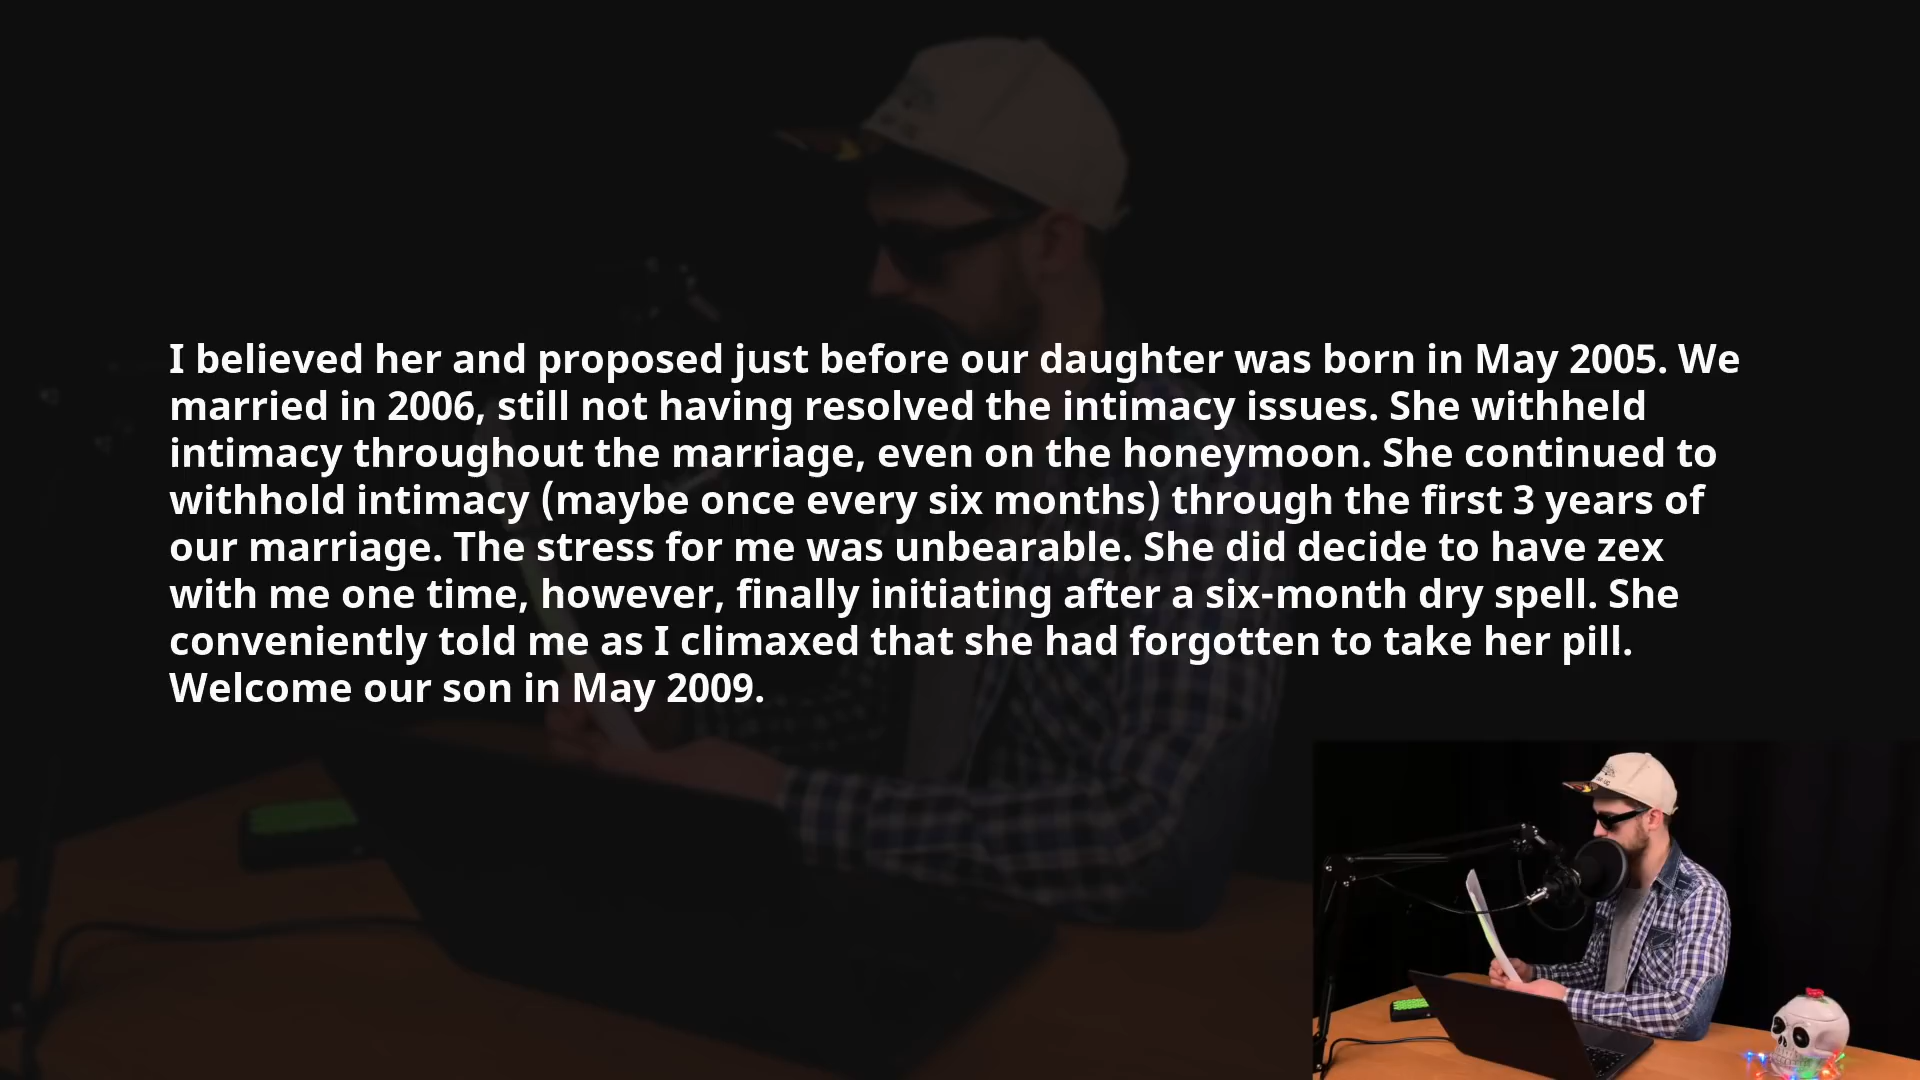 I believed her and proposed just before our daughter was born in May 2005. We
married in 2006, still not having resolved the intimacy issues. She withheld
intimacy throughout the marriage, even on the honeymoon. She continued to
withhold intimacy (maybe once every six months) through the first 3 years of
our marriage. The stress for me was unbearable. She did decide to have zex
with me one time, however, finally initiating after a six-month dry spell. She
conveniently told me as I climaxed that she had forgotten to take her pill.
Welcome our son in May 2009.